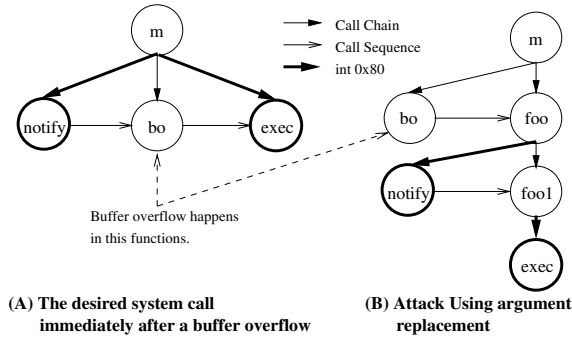 m
Call Chain
Call Sequence
int 0x80
notify
bo
exec
Buffer overflow happens
in this functions.
(A) The desired system call
immediately after a buffer overflow
m
bo
foo
notify
foo1
exec
(B) Attack Using argument
replacement